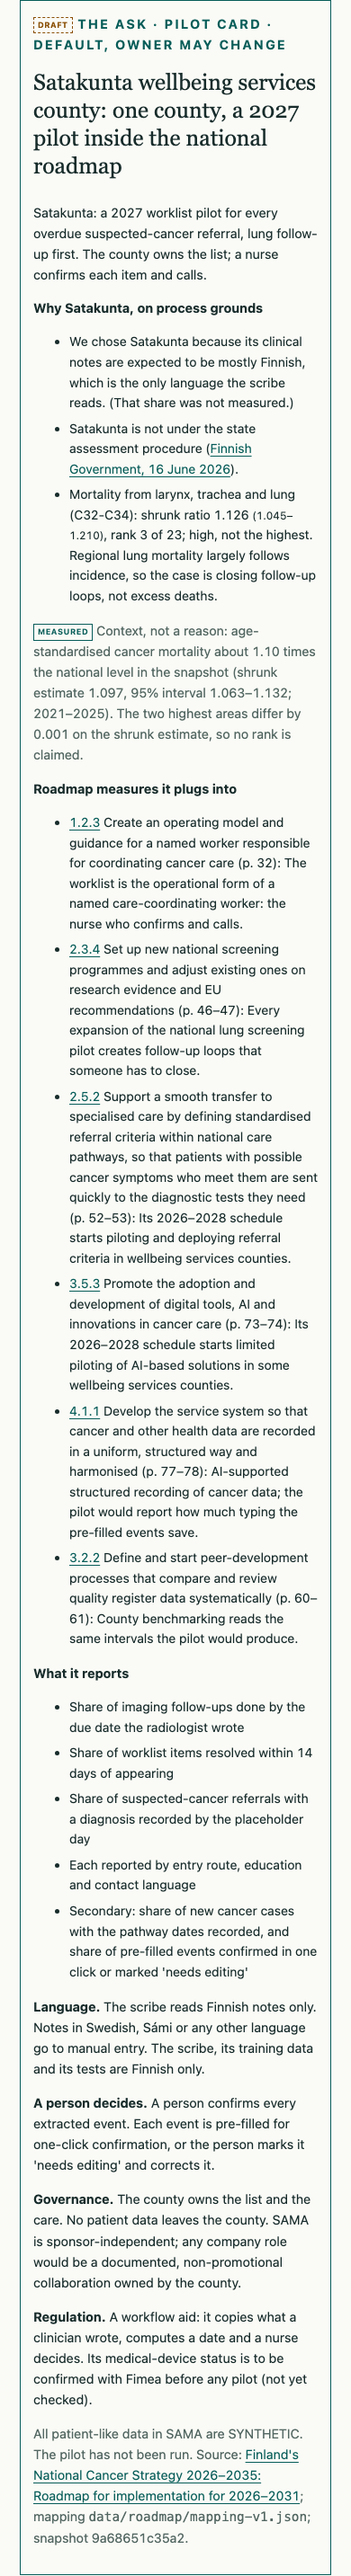 DRAFT THE ASK · PILOT CARD ·
DEFAULT, OWNER MAY CHANGE
Satakunta wellbeing services
county: one county, a 2027
pilot inside the national
roadmap
Satakunta: a 2027 worklist pilot for every
overdue suspected-cancer referral, lung follow-
up first. The county owns the list; a nurse
confirms each item and calls.
Why Satakunta, on process grounds
• We chose Satakunta because its clinical
notes are expected to be mostly Finnish,
which is the only language the scribe
reads. (That share was not measured.)
• Satakunta is not under the state
assessment procedure (Finnish
Government, 16 June 2026).
• Mortality from larynx, trachea and lung
(C32-C34): shrunk ratio 1.126 (1.045–
1.210), rank 3 of 23; high, not the highest.
Regional lung mortality largely follows
incidence, so the case is closing follow-up
loops, not excess deaths.
MEASURED Context, not a reason: age-
standardised cancer mortality about 1.10 times
the national level in the snapshot (shrunk
estimate 1.097, 95% interval 1.063–1.132;
2021–2025). The two highest areas differ by
0.001 on the shrunk estimate, so no rank is
claimed.
Roadmap measures it plugs into
• 1.2.3 Create an operating model and
guidance for a named worker responsible
for coordinating cancer care (p. 32): The
worklist is the operational form of a
named care-coordinating worker: the
nurse who confirms and calls.
• 2.3.4 Set up new national screening
programmes and adjust existing ones on
research evidence and EU
recommendations (p. 46–47): Every
expansion of the national lung screening
pilot creates follow-up loops that
someone has to close.
• 2.5.2 Support a smooth transfer to
specialised care by defining standardised
referral criteria within national care
pathways, so that patients with possible
cancer symptoms who meet them are sent
quickly to the diagnostic tests they need
(p. 52–53): Its 2026–2028 schedule
starts piloting and deploying referral
criteria in wellbeing services counties.
• 3.5.3 Promote the adoption and
development of digital tools, AI and
innovations in cancer care (p. 73–74): Its
2026–2028 schedule starts limited
piloting of AI-based solutions in some
wellbeing services counties.
• 4.1.1 Develop the service system so that
cancer and other health data are recorded
in a uniform, structured way and
harmonised (p. 77–78): AI-supported
structured recording of cancer data; the
pilot would report how much typing the
pre-filled events save.
• 3.2.2 Define and start peer-development
processes that compare and review
quality register data systematically (p. 60–
61): County benchmarking reads the
same intervals the pilot would produce.
What it reports
• Share of imaging follow-ups done by the
due date the radiologist wrote
• Share of worklist items resolved within 14
days of appearing
• Share of suspected-cancer referrals with
a diagnosis recorded by the placeholder
day
• Each reported by entry route, education
and contact language
• Secondary: share of new cancer cases
with the pathway dates recorded, and
share of pre-filled events confirmed in one
click or marked 'needs editing'
Language. The scribe reads Finnish notes only.
Notes in Swedish, Sámi or any other language
go to manual entry. The scribe, its training data
and its tests are Finnish only.
A person decides. A person confirms every
extracted event. Each event is pre-filled for
one-click confirmation, or the person marks it
'needs editing' and corrects it.
Governance. The county owns the list and the
care. No patient data leaves the county. SAMA
is sponsor-independent; any company role
would be a documented, non-promotional
collaboration owned by the county.
Regulation. A workflow aid: it copies what a
clinician wrote, computes a date and a nurse
decides. Its medical-device status is to be
confirmed with Fimea before any pilot (not yet
checked).
All patient-like data in SAMA are SYNTHETIC.
The pilot has not been run. Source: Finland's
National Cancer Strategy 2026–2035:
Roadmap for implementation for 2026–2031;
mapping data/roadmap/mapping-v1.json;
snapshot 9a68651c35a2.